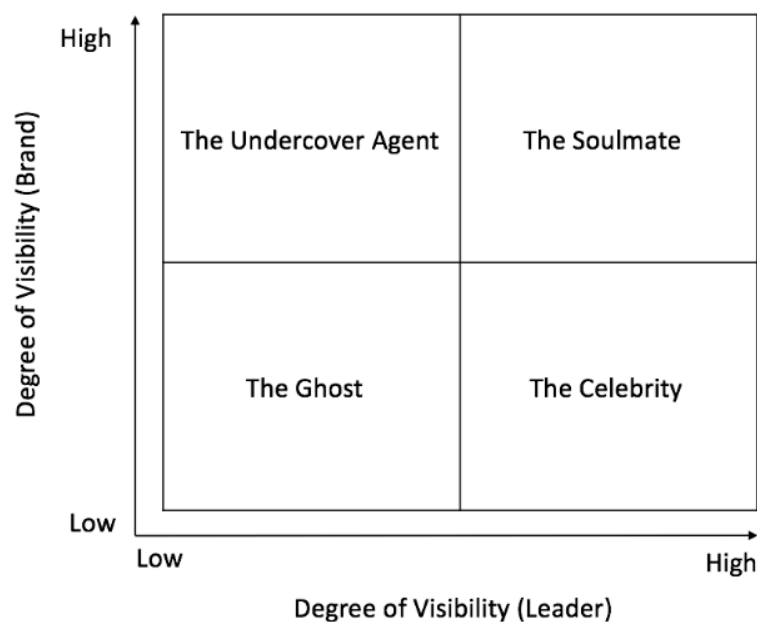 High
Degree of Visibility (Brand)
The Undercover Agent
The Soulmate
The Ghost
The Celebrity
Low
Low
High
Degree of Visibility (Leader)